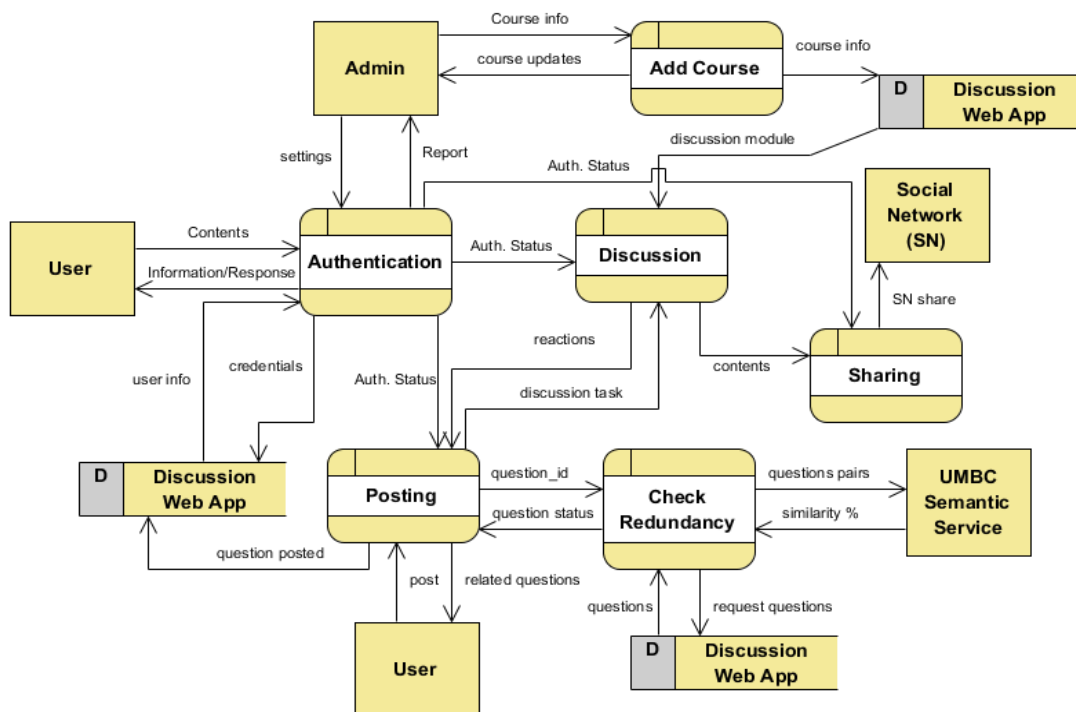 Course info
Admin
course updates
Add Course
course info
D
Discussion
Web App
discussion module
settings
Report
Auth. Status
Social
Network
(SN)
Contents
User
Information/Response
Authentication
Auth. Status
Discussion
SN share
user info
credentials
Auth. Status
reactions
discussion task
contents
Sharing
D
Discussion
Web App
Posting
question_id
question status
Check
Redundancy
questions pairs
similarity %
UMBC
Semantic
Service
question posted
post
related questions
questions
request questions
User
D
Discussion
Web App